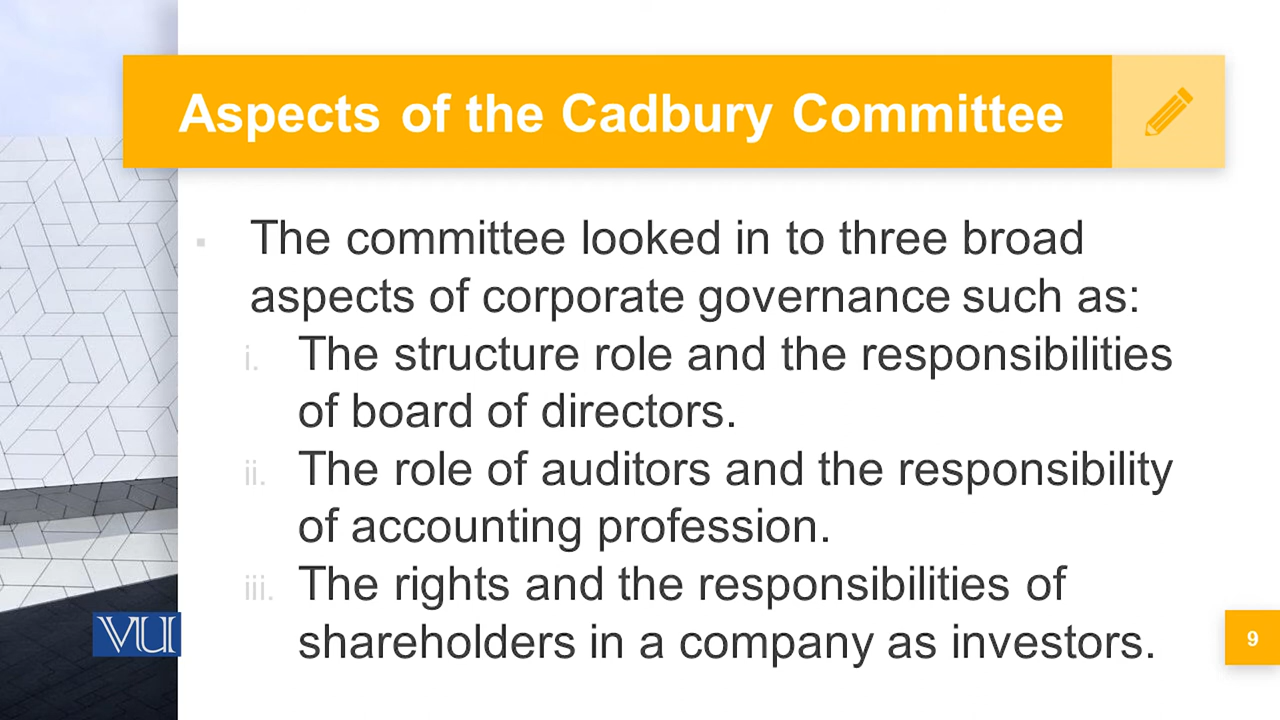 Aspects of the Cadbury Committee
▪ The committee looked in to three broad
aspects of corporate governance such as:
i. The structure role and the responsibilities
of board of directors.
ii. The role of auditors and the responsibility
of accounting profession.
iii. The rights and the responsibilities of
shareholders in a company as investors.
VU
9